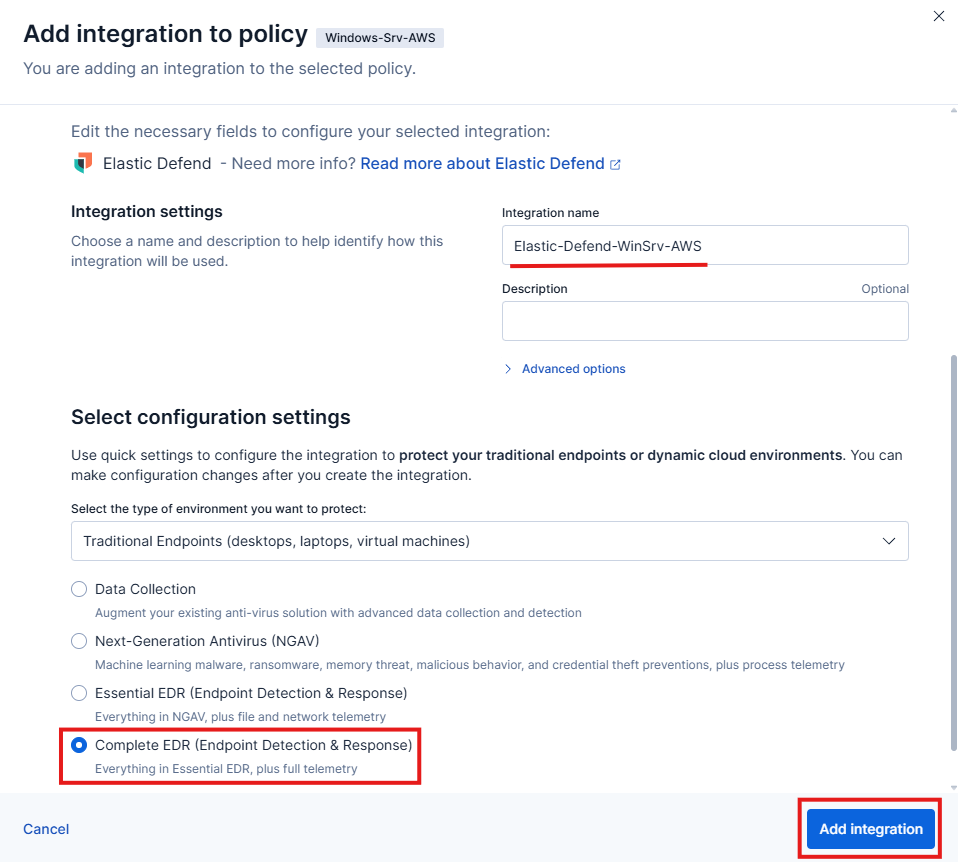 Add integration to policy Windows-Srv-AWS
You are adding an integration to the selected policy.
Edit the necessary fields to configure your selected integration:
Elastic Defend - Need more info? Read more about Elastic Defend
Integration settings
Choose a name and description to help identify how this
integration will be used.
Integration name
Elastic-Defend-WinSrv-AWS
Description Optional
Advanced options
Select configuration settings
Use quick settings to configure the integration to protect your traditional endpoints or dynamic cloud environments. You can
make configuration changes after you create the integration.
Select the type of environment you want to protect:
Traditional Endpoints (desktops, laptops, virtual machines)
Data Collection
Augment your existing anti-virus solution with advanced data collection and detection
Next-Generation Antivirus (NGAV)
Machine learning malware, ransomware, memory threat, malicious behavior, and credential theft preventions, plus process telemetry
Essential EDR (Endpoint Detection & Response)
Everything in NGAV, plus file and network telemetry
Complete EDR (Endpoint Detection & Response)
Everything in Essential EDR, plus full telemetry
Cancel Add integration